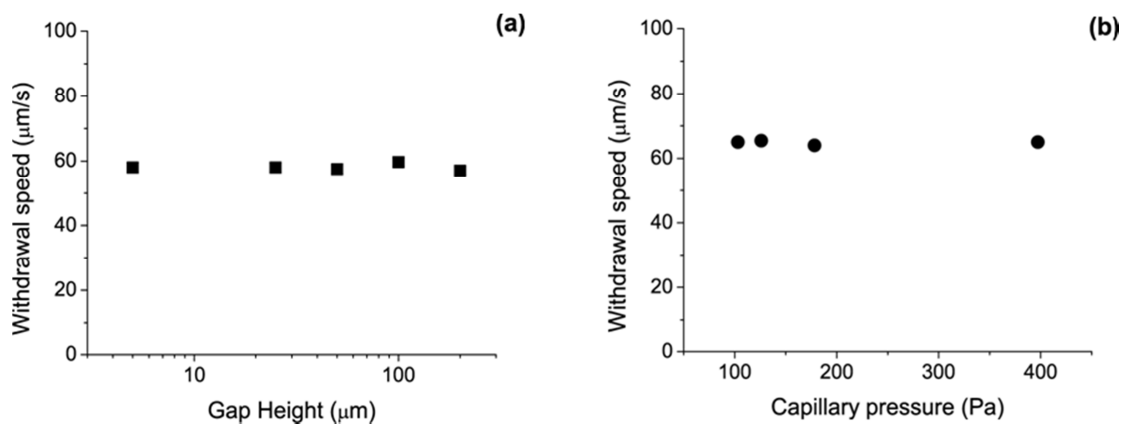 (a)
100
80
60
40
20
0
Withdrawal speed (μm/s)
10 100
Gap Height (μm)
(b)
100
80
60
40
20
0
Withdrawal speed (μm/s)
100 200 300 400
Capillary pressure (Pa)